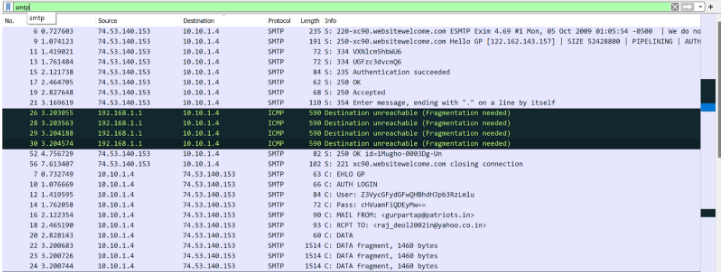 smtp
smtp
No. Source Destination Protocol Length Info
6 0.727603 74.53.140.153 10.10.1.4 SMTP 235 S: 220-xc90.websitewelcome.com ESMTP Exim 4.69 #1 Mon, 05 Oct 2009 01:05:54 -0500 | We do no
9 1.074123 74.53.140.153 10.10.1.4 SMTP 191 S: 250-xc90.websitewelcome.com Hello GP [122.162.143.157] | SIZE 52428800 | PIPELINING | AUTH
11 1.419021 74.53.140.153 10.10.1.4 SMTP 72 S: 334 VXNlcm5hbWU6
13 1.761484 74.53.140.153 10.10.1.4 SMTP 72 S: 334 UGFzc3dvcmQ6
15 2.121738 74.53.140.153 10.10.1.4 SMTP 84 S: 235 Authentication succeeded
17 2.464705 74.53.140.153 10.10.1.4 SMTP 62 S: 250 OK
19 2.827648 74.53.140.153 10.10.1.4 SMTP 68 S: 250 Accepted
21 3.169619 74.53.140.153 10.10.1.4 SMTP 110 S: 354 Enter message, ending with "." on a line by itself
26 3.203055 192.168.1.1 10.10.1.4 ICMP 590 Destination unreachable (Fragmentation needed)
28 3.203563 192.168.1.1 10.10.1.4 ICMP 590 Destination unreachable (Fragmentation needed)
29 3.204188 192.168.1.1 10.10.1.4 ICMP 590 Destination unreachable (Fragmentation needed)
30 3.204574 192.168.1.1 10.10.1.4 ICMP 590 Destination unreachable (Fragmentation needed)
52 4.756729 74.53.140.153 10.10.1.4 SMTP 82 S: 250 OK id=1Mugho-0003Dg-Un
56 7.613407 74.53.140.153 10.10.1.4 SMTP 102 S: 221 xc90.websitewelcome.com closing connection
7 0.732749 10.10.1.4 74.53.140.153 SMTP 63 C: EHLO GP
10 1.076669 10.10.1.4 74.53.140.153 SMTP 66 C: AUTH LOGIN
12 1.419595 10.10.1.4 74.53.140.153 SMTP 84 C: User: Z3VycGFydGFwQHBhdHJpb3RzLmlu
14 1.762058 10.10.1.4 74.53.140.153 SMTP 72 C: Pass: cHVuamFiQDEyMw==
16 2.122354 10.10.1.4 74.53.140.153 SMTP 90 C: MAIL FROM: <gurpartap@patriots.in>
18 2.465190 10.10.1.4 74.53.140.153 SMTP 93 C: RCPT TO: <raj_deol2002in@yahoo.co.in>
20 2.828143 10.10.1.4 74.53.140.153 SMTP 60 C: DATA
22 3.200683 10.10.1.4 74.53.140.153 SMTP 1514 C: DATA fragment, 1460 bytes
23 3.200726 10.10.1.4 74.53.140.153 SMTP 1514 C: DATA fragment, 1460 bytes
24 3.200744 10.10.1.4 74.53.140.153 SMTP 1514 C: DATA fragment, 1460 bytes